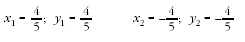 x₁ = 4/5; y₁ = 4/5 x₂ = −4/5; y₂ = −4/5